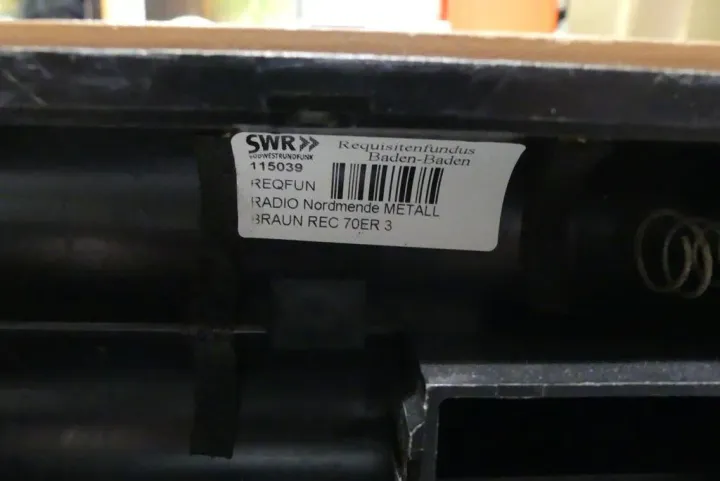 SWR» Requisitenfundus
SÜDWESTRUNDFUNK Baden-Baden
115039
REQFUN
RADIO Nordmende METALL
BRAUN REC 70ER 3